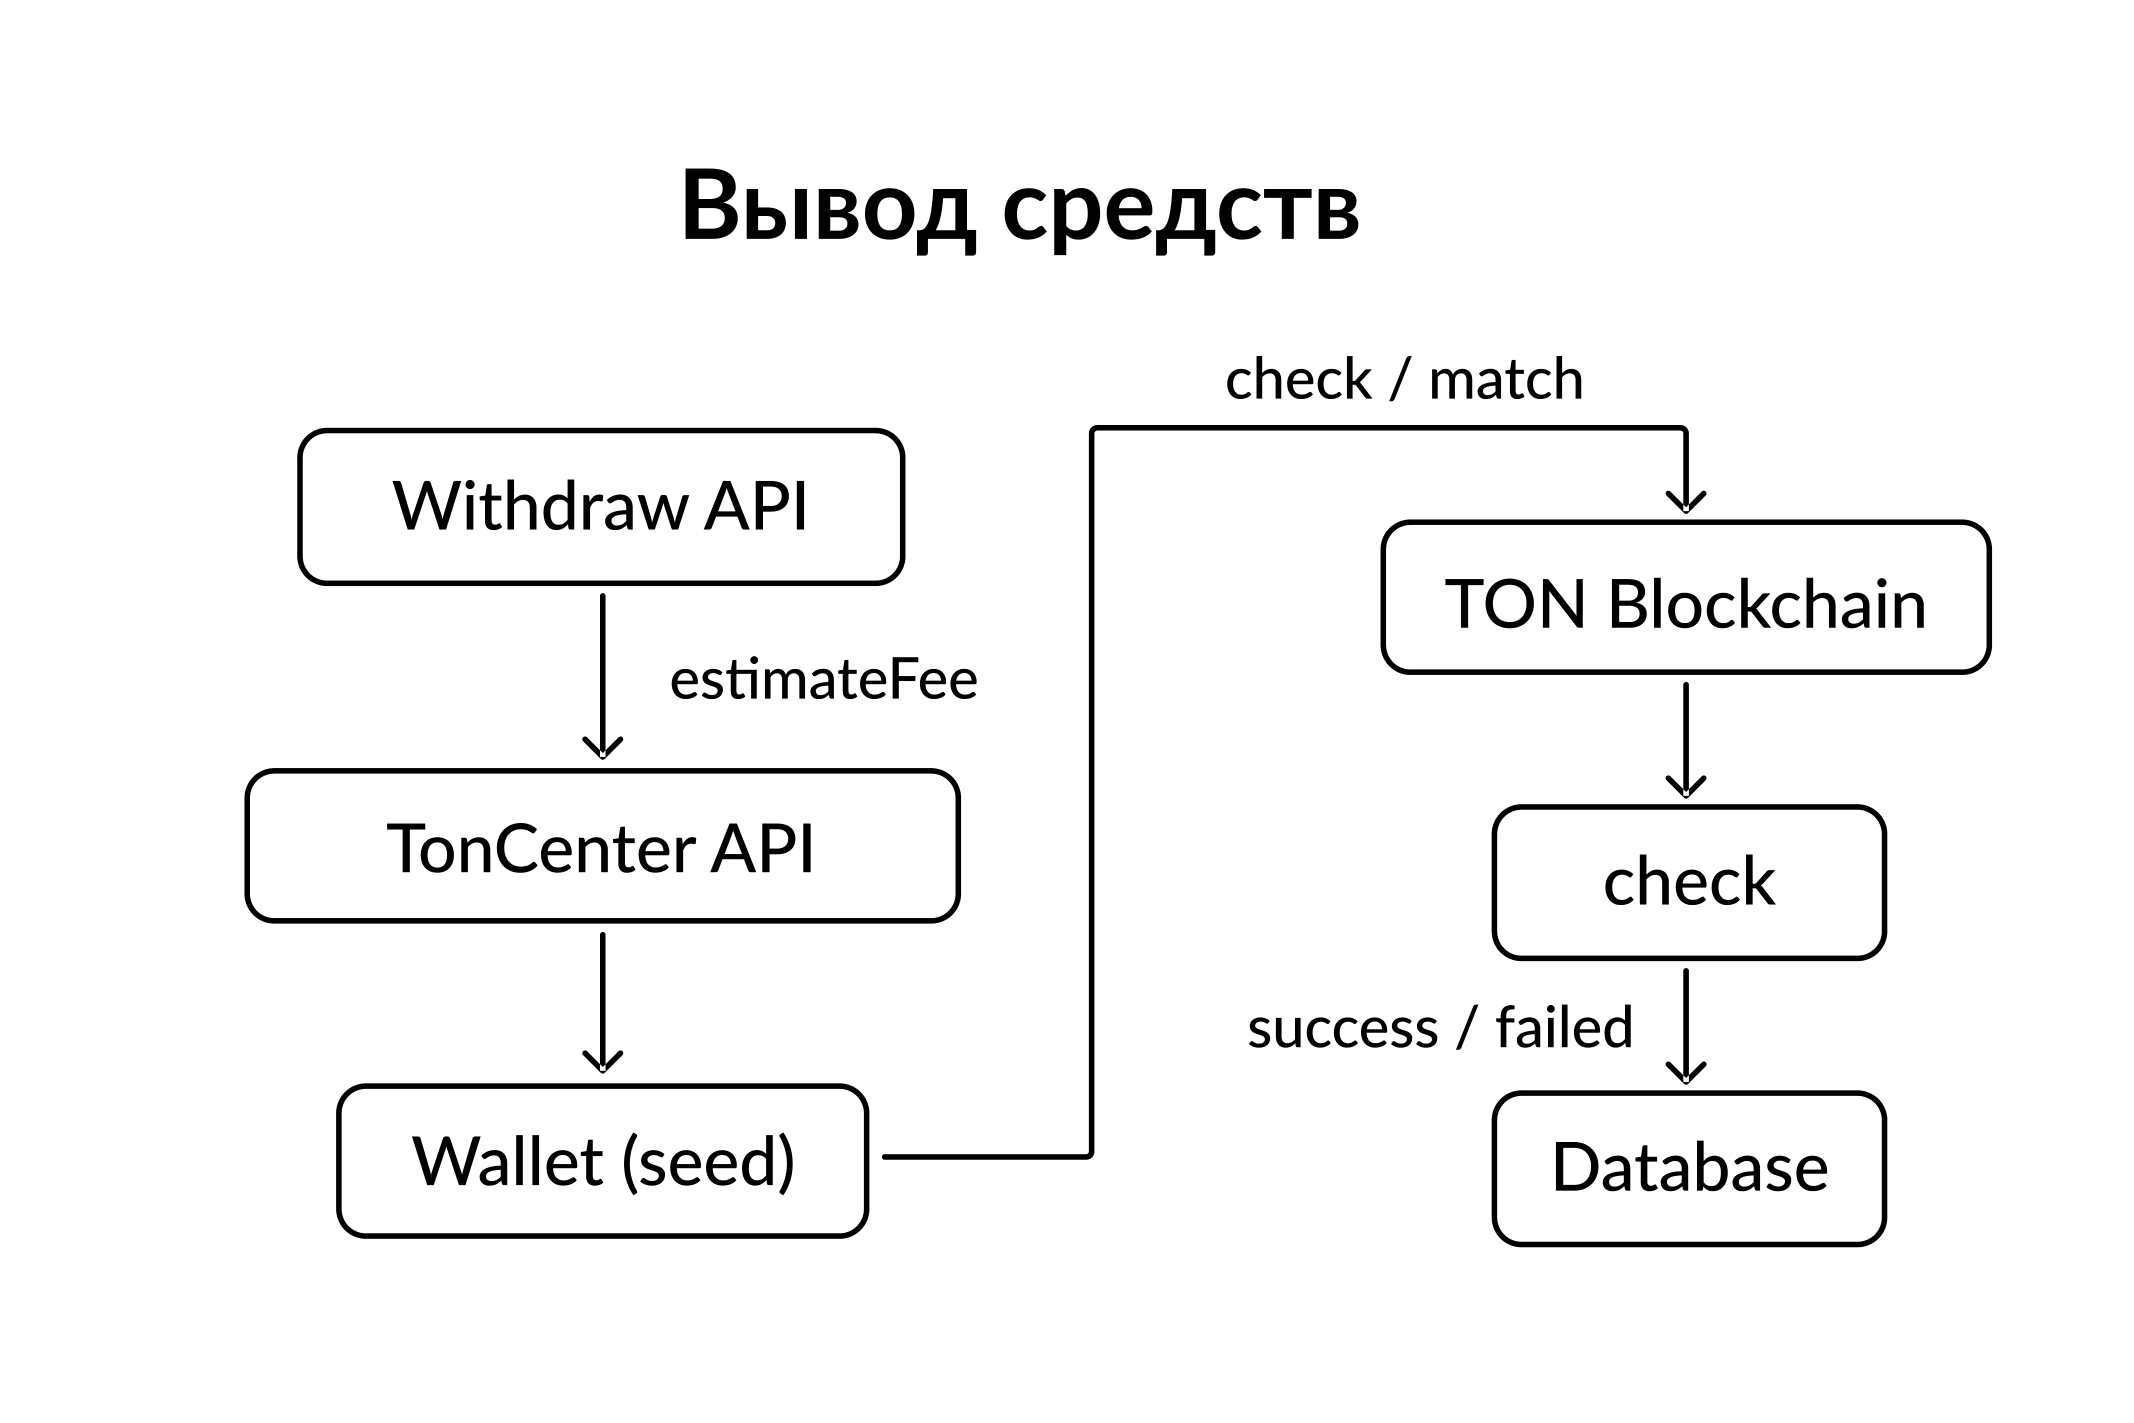 Вывод средств
Withdraw API
estimateFee
TonCenter API
Wallet (seed)
check / match
TON Blockchain
check
success / failed
Database